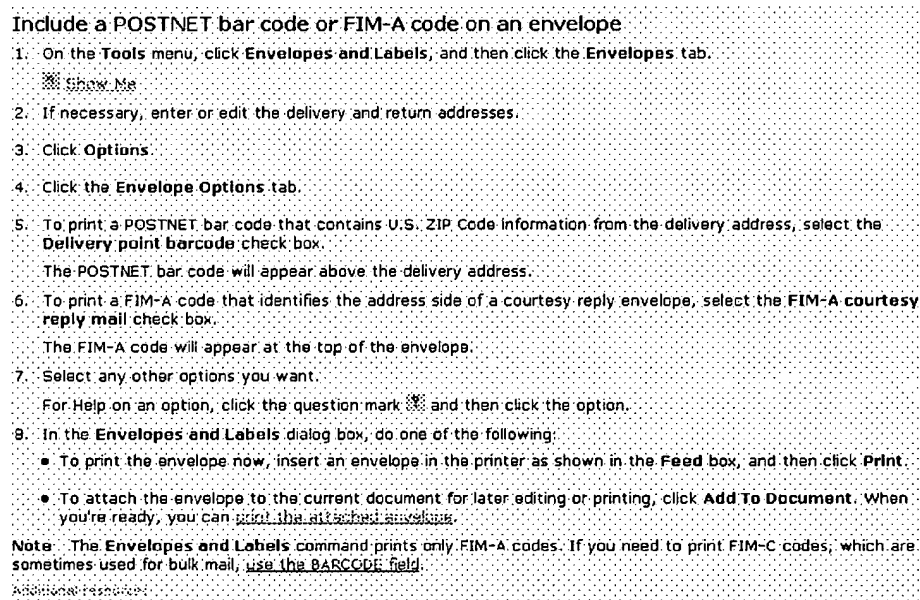 Include a POSTNET bar code or FIM-A code on an envelope
1. On the Tools menu, click Envelopes and Labels, and then click the Envelopes tab.
Show Me
2. If necessary, enter or edit the delivery and return addresses.
3. Click Options.
4. Click the Envelope Options tab.
5. To print a POSTNET bar code that contains U.S. ZIP Code information from the delivery address, select the
Delivery point barcode check box.
The POSTNET bar code will appear above the delivery address.
6. To print a FIM-A code that identifies the address side of a courtesy reply envelope, select the FIM-A courtesy
reply mail check box.
The FIM-A code will appear at the top of the envelope.
7. Select any other options you want.
For Help on an option, click the question mark ? and then click the option.
8. In the Envelopes and Labels dialog box, do one of the following:
• To print the envelope now, insert an envelope in the printer as shown in the Feed box, and then click Print.
• To attach the envelope to the current document for later editing or printing, click Add To Document. When
you're ready, you can print the attached envelope.
Note The Envelopes and Labels command prints only FIM-A codes. If you need to print FIM-C codes, which are
sometimes used for bulk mail, use the BARCODE field.
Additional resources